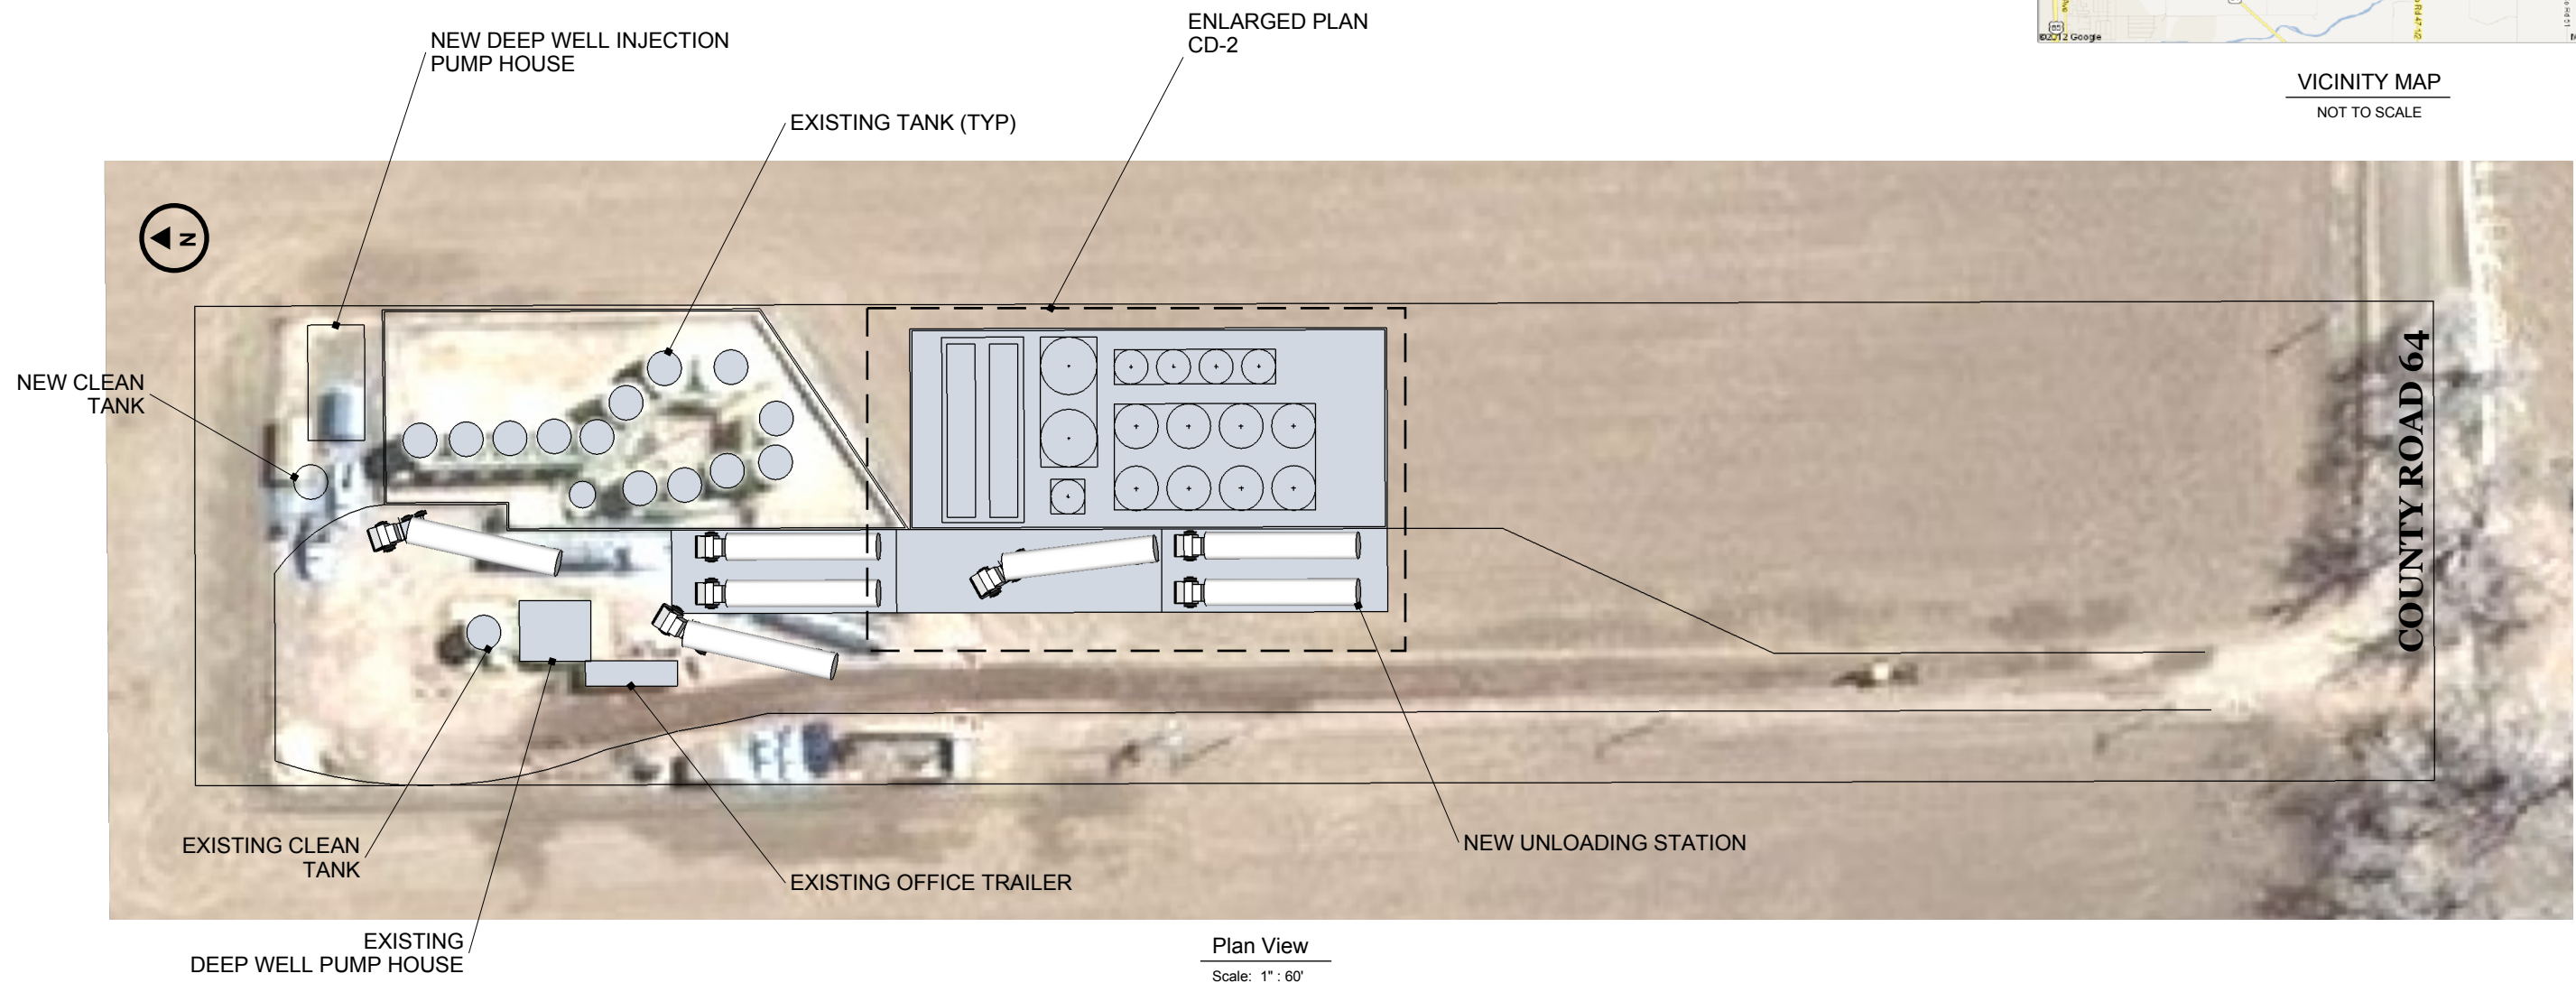 ENLARGED PLAN
CD-2
NEW DEEP WELL INJECTION
PUMP HOUSE
©2012 Google
VICINITY MAP
NOT TO SCALE
EXISTING TANK (TYP)
N
NEW CLEAN
TANK
COUNTY ROAD 64
EXISTING CLEAN
TANK
NEW UNLOADING STATION
EXISTING OFFICE TRAILER
EXISTING
DEEP WELL PUMP HOUSE
Plan View
Scale: 1" : 60'